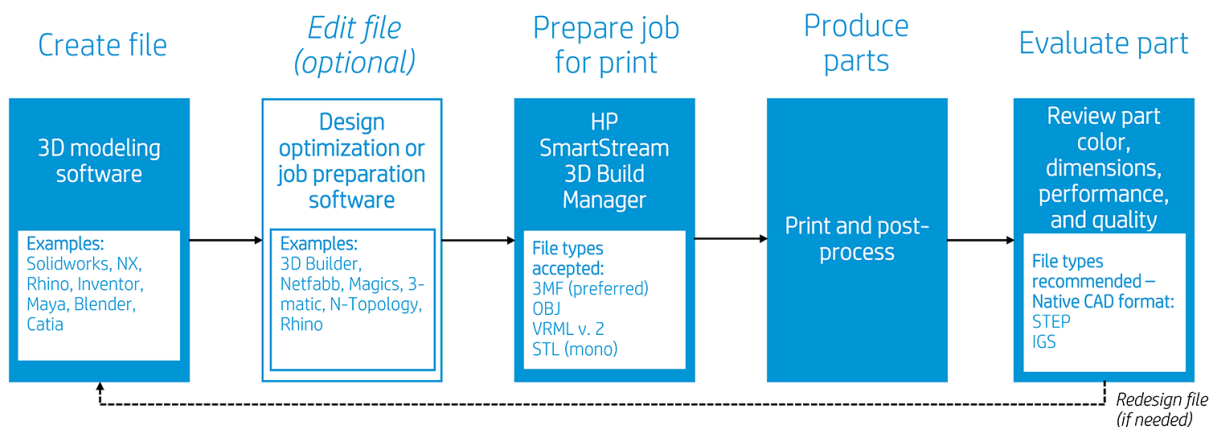 Create file
Edit file
(optional)
Prepare job
for print
Produce
parts
Evaluate part
3D modeling
software
Examples:
Solidworks, NX,
Rhino, Inventor,
Maya, Blender,
Catia
Design
optimization or
job preparation
software
Examples:
3D Builder,
Netfabb, Magics, 3-
matic, N-Topology,
Rhino
HP
SmartStream
3D Build
Manager
File types
accepted:
3MF (preferred)
OBJ
VRML v. 2
STL (mono)
Print and post-
process
Review part
color,
dimensions,
performance,
and quality
File types
recommended –
Native CAD format:
STEP
IGS
Redesign file
(if needed)